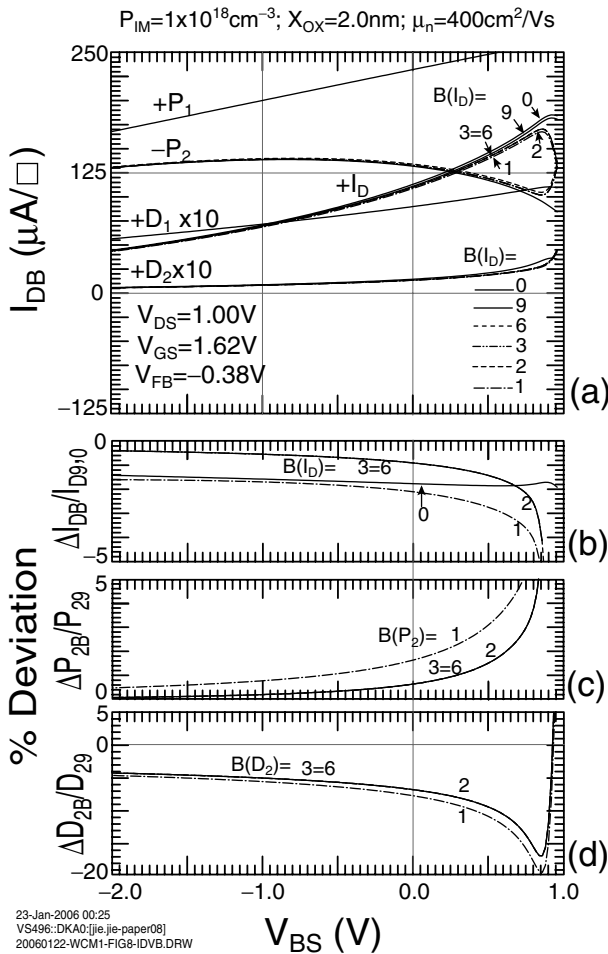 P_IM=1x10^18cm^−3; X_OX=2.0nm; μ_n=400cm^2/Vs
250
125
0
−125
I_DB (μA/□)
+P_1
−P_2
+I_D
+D_1 x10
+D_2x10
B(I_D)=
0
9
3=6
1
2
V_DS=1.00V
V_GS=1.62V
V_FB=−0.38V
B(I_D)=
0
9
6
3
2
1
(a)
% Deviation
0
−5
ΔI_DB/I_D9,0
B(I_D)= 3=6
0
2
1
(b)
5
0
ΔP_2B/P_29
B(P_2)= 1
2
3=6
(c)
5
0
−20
ΔD_2B/D_29
B(D_2)= 3=6
2
1
(d)
-2.0
-1.0
0.0
1.0
V_BS (V)
23-Jan-2006 00:25
VS496::DKA0:[jie.jie-paper08]
20060122-WCM1-FIG8-IDVB.DRW